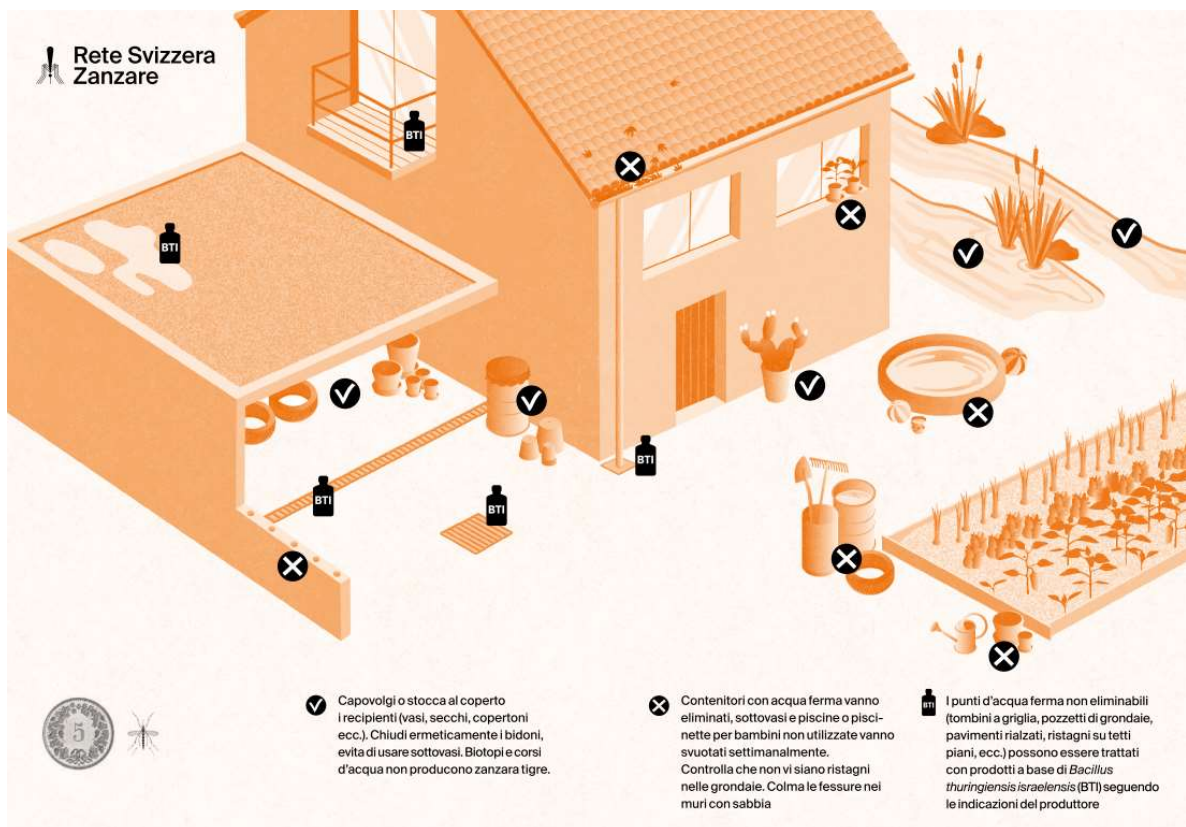 Rete Svizzera
Zanzare
BTI
BTI
BTI
BTI
BTI
5
Capovolgi o stocca al coperto
i recipienti (vasi, secchi, copertoni
ecc.). Chiudi ermeticamente i bidoni,
evita di usare sottovasi. Biotopi e corsi
d'acqua non producono zanzara tigre.
Contenitori con acqua ferma vanno
eliminati, sottovasi e piscine o pisci-
nette per bambini non utilizzate vanno
svuotati settimanalmente.
Controlla che non vi siano ristagni
nelle grondaie. Colma le fessure nei
muri con sabbia
BTI
I punti d'acqua ferma non eliminabili
(tombini a griglia, pozzetti di grondaie,
pavimenti rialzati, ristagni su tetti
piani, ecc.) possono essere trattati
con prodotti a base di Bacillus
thuringiensis israelensis (BTI) seguendo
le indicazioni del produttore